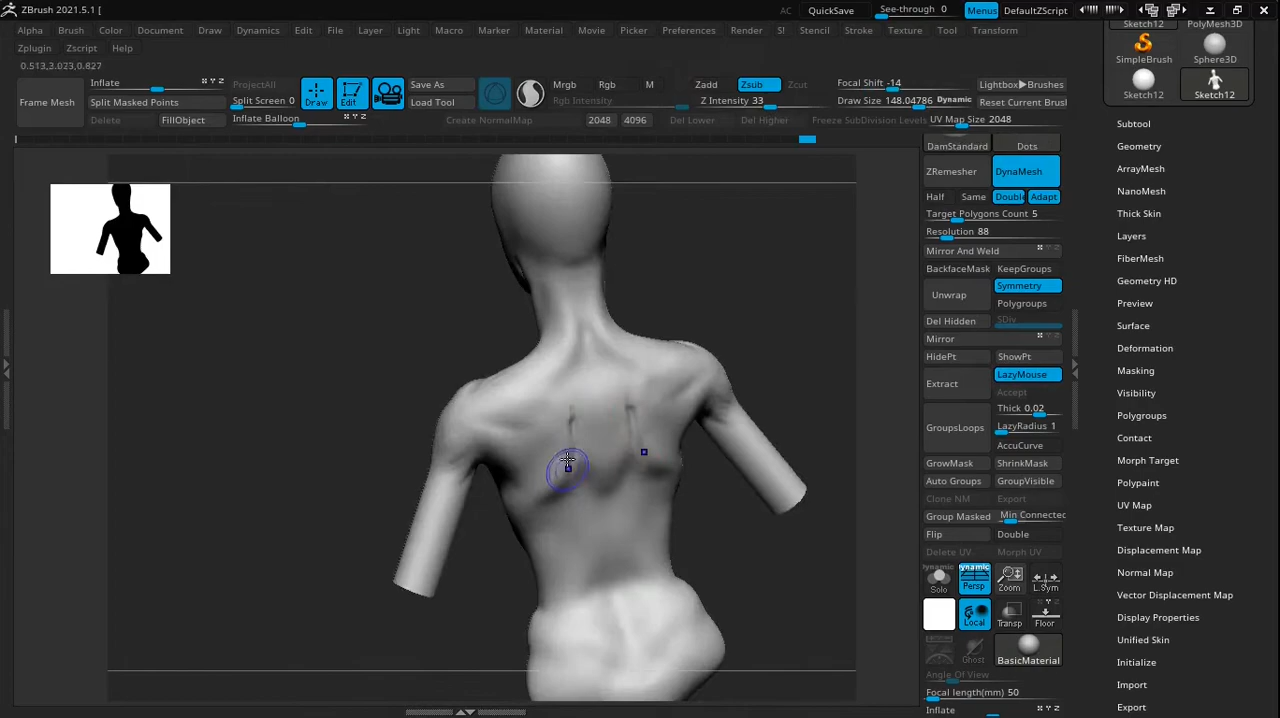 ZBrush 2021.5.1 [
AC QuickSave See-through 0 Menus DefaultZScript
Alpha Brush Color Document Draw Dynamics Edit File Layer Light Macro Marker Material Movie Picker Preferences Render S! Stencil Stroke Texture Tool Transform
Zplugin Zscript Help
0.513,3.023,0.827
Frame Mesh
Inflate
Split Masked Points
Delete FillObject
ProjectAll
Split Screen 0
Inflate Balloon
Draw
Edit
Save As
Load Tool
Mrgb Rgb M
Rgb Intensity
Create NormalMap 2048 4096
Zadd Zsub Zcut
Z Intensity 33
Del Lower Del Higher
Focal Shift -14
Draw Size 148.04786 Dynamic
Freeze SubDivision Levels
Lightbox▶Brushes
Reset Current Brush
UV Map Size 2048
Sketch12 PolyMesh3D
SimpleBrush Sphere3D
Sketch12 Sketch12
DamStandard Dots
ZRemesher DynaMesh
Half Same Double Adapt
Target Polygons Count 5
Resolution 88
Mirror And Weld
BackfaceMask KeepGroups
Unwrap Symmetry
Polygroups
Del Hidden SDiv
Mirror
HidePt ShowPt
Extract LazyMouse
Accept
Thick 0.02
GroupsLoops LazyRadius 1
AccuCurve
GrowMask ShrinkMask
Auto Groups GroupVisible
Clone NM Export
Group Masked Min Connected
Flip Double
Delete UV Morph UV
Dynamic
Solo
Dynamic
Persp
Zoom
L.Sym
Local
Transp
Floor
Ghost
BasicMaterial
Angle Of View
Focal length(mm) 50
Inflate
Subtool
Geometry
ArrayMesh
NanoMesh
Thick Skin
Layers
FiberMesh
Geometry HD
Preview
Surface
Deformation
Masking
Visibility
Polygroups
Contact
Morph Target
Polypaint
UV Map
Texture Map
Displacement Map
Normal Map
Vector Displacement Map
Display Properties
Unified Skin
Initialize
Import
Export